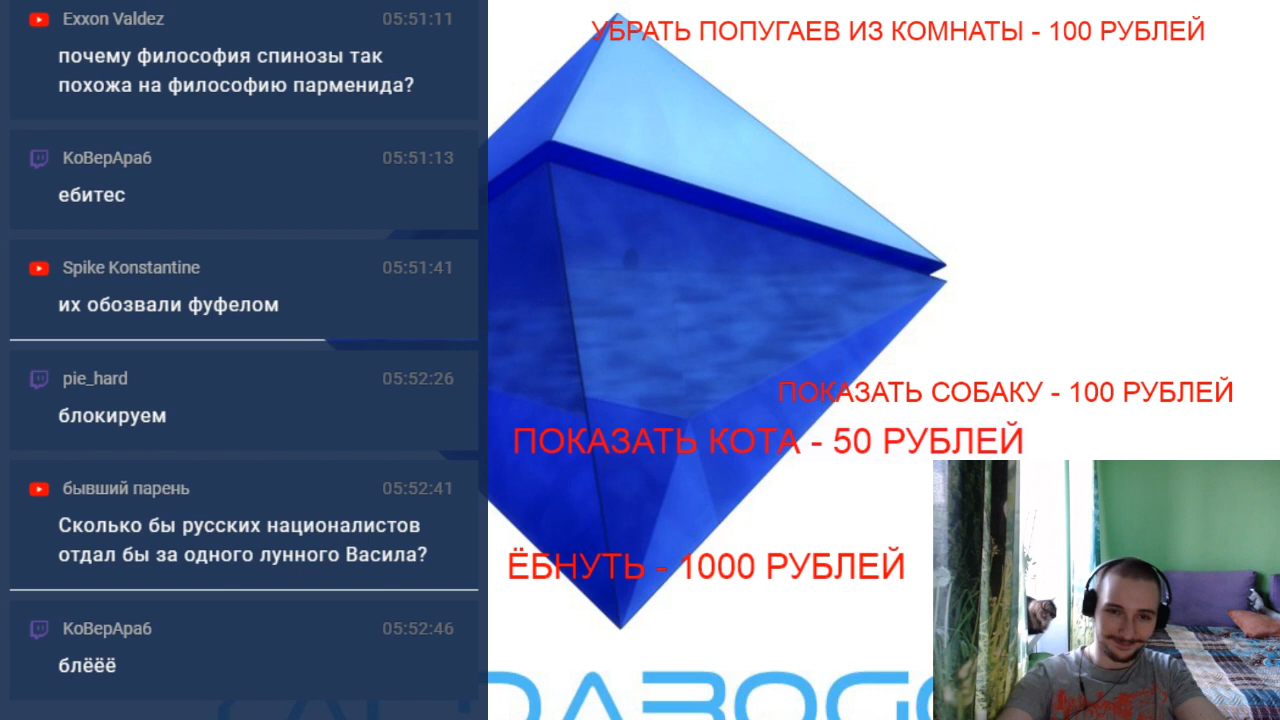 Exxon Valdez 05:51:11
почему философия спинозы так
похожа на философию парменида?
КоВерАра6 05:51:13
ебитес
Spike Konstantine 05:51:41
их обозвали фуфелом
pie_hard 05:52:26
блокируем
бывший парень 05:52:41
Сколько бы русских националистов
отдал бы за одного лунного Васила?
КоВерАра6 05:52:46
блёёё
УБРАТЬ ПОПУГАЕВ ИЗ КОМНАТЫ - 100 РУБЛЕЙ
ПОКАЗАТЬ СОБАКУ - 100 РУБЛЕЙ
ПОКАЗАТЬ КОТА - 50 РУБЛЕЙ
ЁБНУТЬ - 1000 РУБЛЕЙ